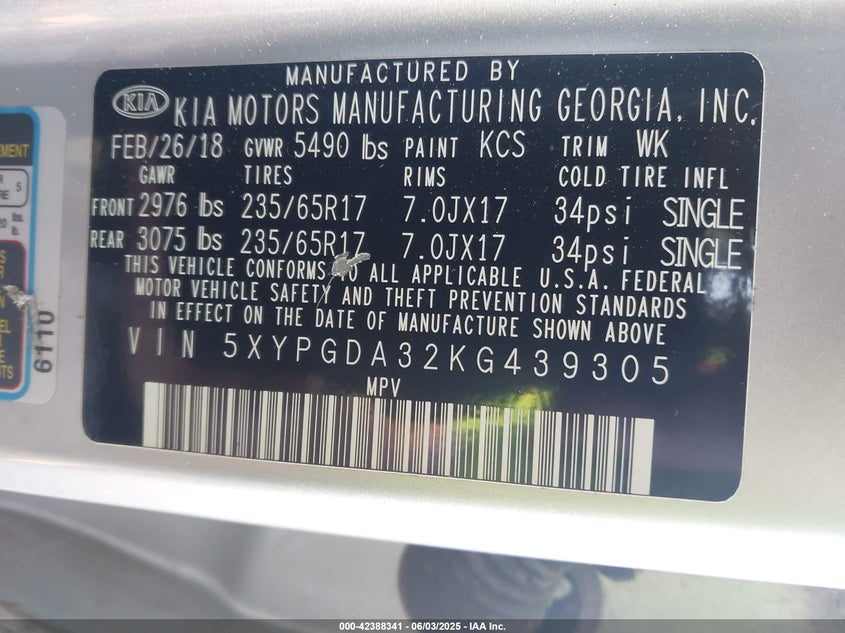 MANUFACTURED BY
KIA KIA MOTORS MANUFACTURING GEORGIA, INC.
FEB/26/18 GVWR 5490 lbs PAINT KCS TRIM WK
GAWR TIRES RIMS COLD TIRE INFL
FRONT 2976 lbs 235/65R17 7.0JX17 34psi SINGLE
REAR 3075 lbs 235/65R17 7.0JX17 34psi SINGLE
THIS VEHICLE CONFORMS TO ALL APPLICABLE U.S.A. FEDERAL
MOTOR VEHICLE SAFETY AND THEFT PREVENTION STANDARDS
IN EFFECT ON THE DATE OF MANUFACTURE SHOWN ABOVE
VIN 5XYPGDA32KG439305
MPV
5
lbs.
6110
000-42388341 - 06/03/2025 - IAA Inc.